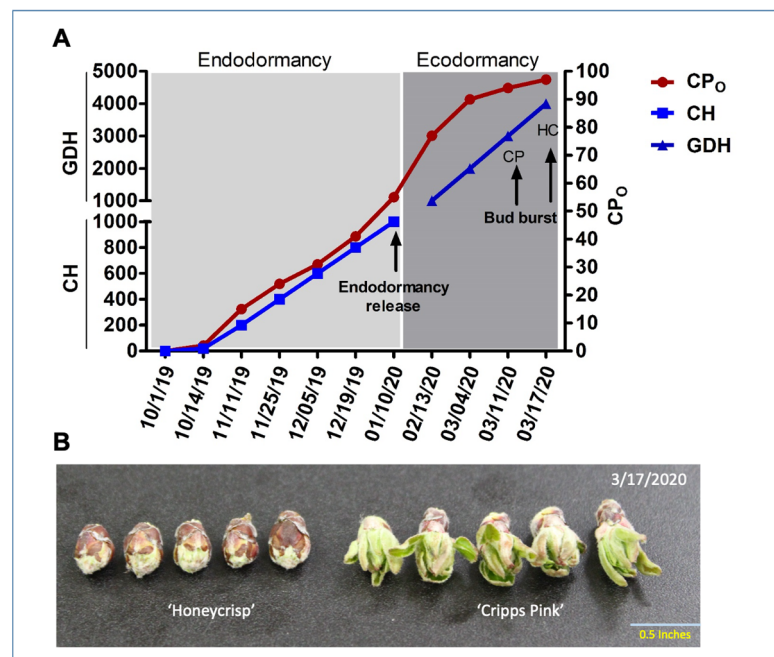 A
Endodormancy
Ecodormancy
GDH
CH
5000
4000
3000
2000
1000
1000
800
600
400
200
0
CPO
100
90
80
70
60
50
40
30
20
10
0
CPO
CH
GDH
HC
CP
Bud burst
Endodormancy
release
10/1/19
10/14/19
11/11/19
11/25/19
12/05/19
12/19/19
01/10/20
02/13/20
03/04/20
03/11/20
03/17/20
B
3/17/2020
'Honeycrisp'
'Cripps Pink'
0.5 Inches